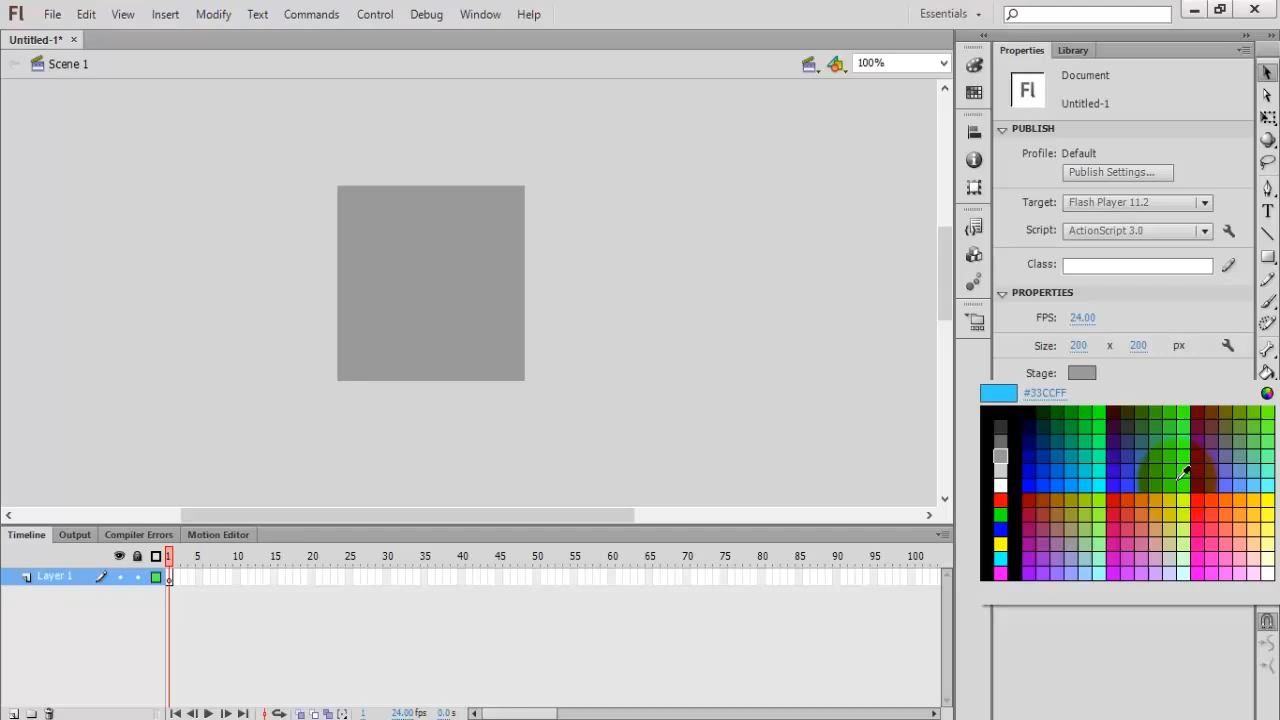 Fl File Edit View Insert Modify Text Commands Control Debug Window Help Essentials
Untitled-1*
Scene 1 100%
Properties Library
Fl Document
Untitled-1
PUBLISH
Profile: Default
Publish Settings...
Target: Flash Player 11.2
Script: ActionScript 3.0
Class:
PROPERTIES
FPS: 24.00
Size: 200 x 200 px
Stage:
#33CCFF
T
Timeline Output Compiler Errors Motion Editor
1 5 10 15 20 25 30 35 40 45 50 55 60 65 70 75 80 85 90 95 100
Layer 1
1 24.00 fps 0.0 s